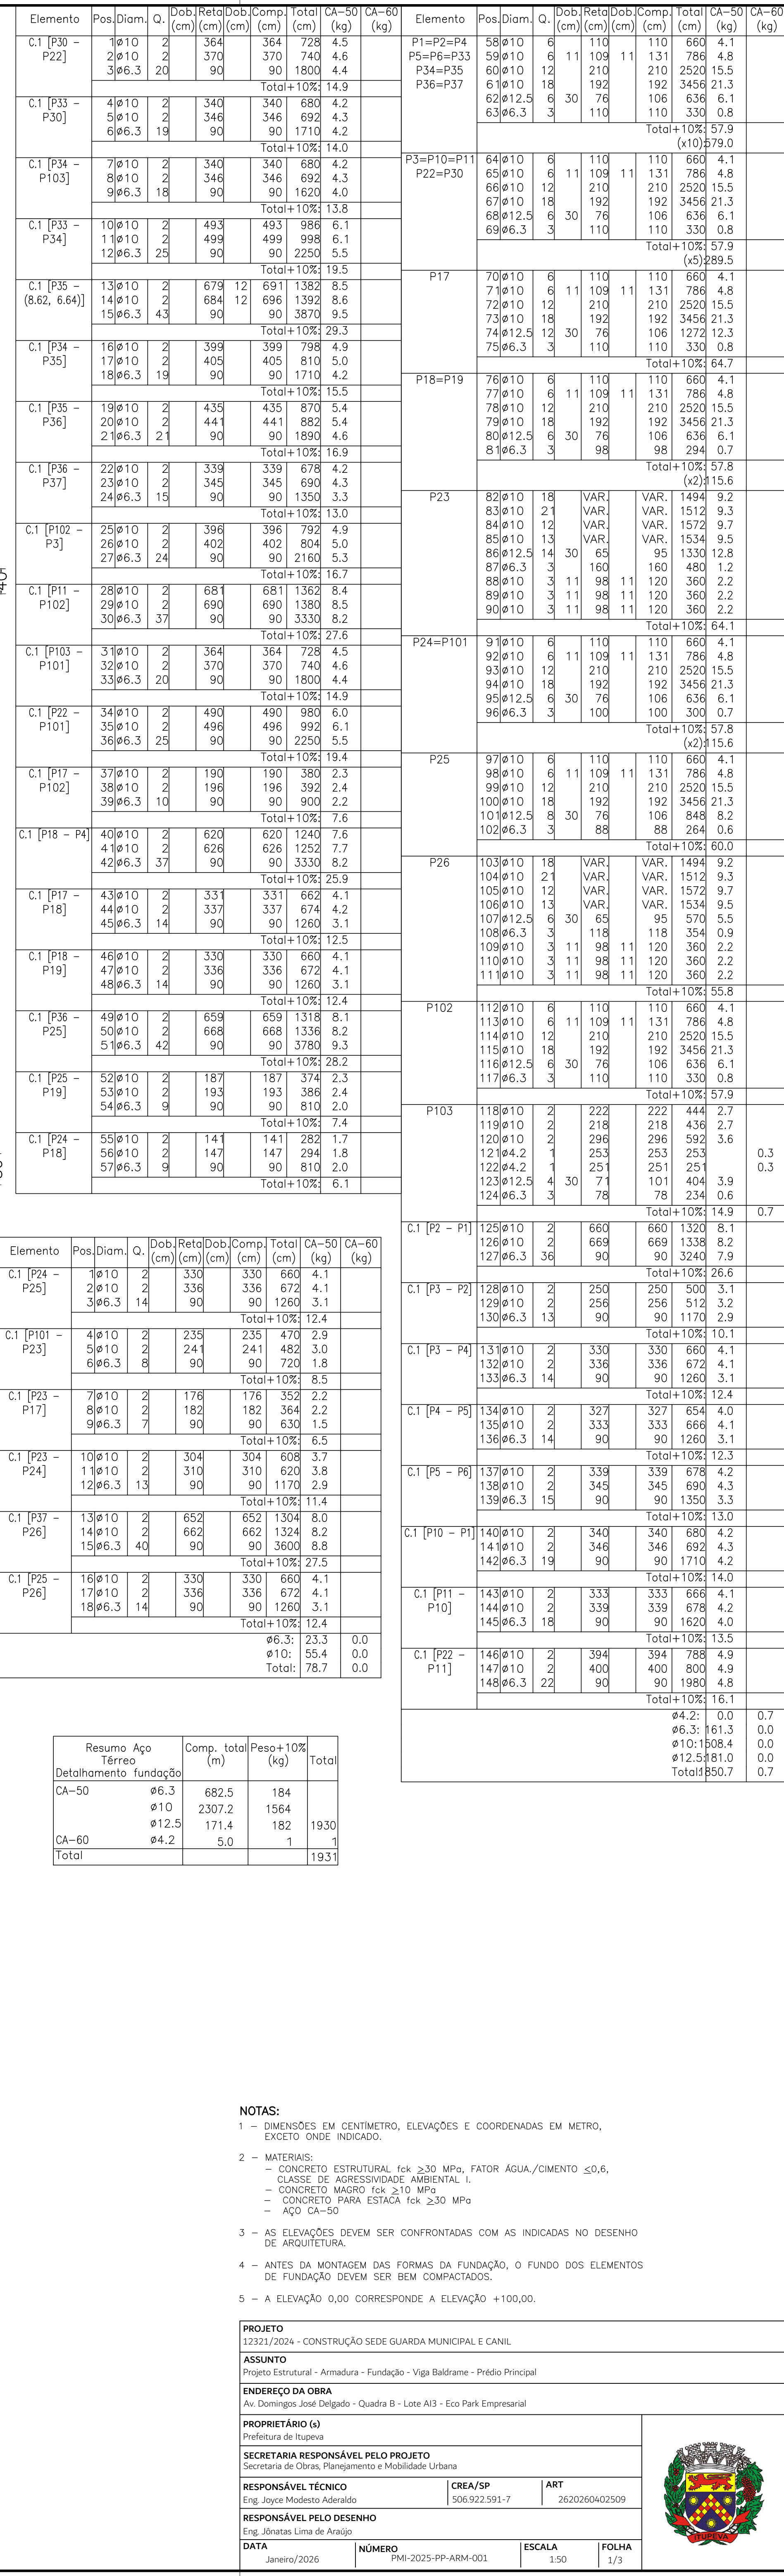 Elemento Pos. Diam. Q. Dob. (cm) Reta (cm) Dob. (cm) Comp. (cm) Total (cm) CA-50 (kg) CA-60 (kg)
C.1 [P30 - P22] 1 ø10 2 364 364 728 4.5
2 ø10 2 370 370 740 4.6
3 ø6.3 20 90 90 1800 4.4
Total+10%: 14.9
C.1 [P33 - P30] 4 ø10 2 340 340 680 4.2
5 ø10 2 346 346 692 4.3
6 ø6.3 19 90 90 1710 4.2
Total+10%: 14.0
C.1 [P34 - P103] 7 ø10 2 340 340 680 4.2
8 ø10 2 346 346 692 4.3
9 ø6.3 18 90 90 1620 4.0
Total+10%: 13.8
C.1 [P33 - P34] 10 ø10 2 493 493 986 6.1
11 ø10 2 499 499 998 6.1
12 ø6.3 25 90 90 2250 5.5
Total+10%: 19.5
C.1 [P35 - (8.62, 6.64)] 13 ø10 2 679 12 691 1382 8.5
14 ø10 2 684 12 696 1392 8.6
15 ø6.3 43 90 90 3870 9.5
Total+10%: 29.3
C.1 [P34 - P35] 16 ø10 2 399 399 798 4.9
17 ø10 2 405 405 810 5.0
18 ø6.3 19 90 90 1710 4.2
Total+10%: 15.5
C.1 [P35 - P36] 19 ø10 2 435 435 870 5.4
20 ø10 2 441 441 882 5.4
21 ø6.3 21 90 90 1890 4.6
Total+10%: 16.9
C.1 [P36 - P37] 22 ø10 2 339 339 678 4.2
23 ø10 2 345 345 690 4.3
24 ø6.3 15 90 90 1350 3.3
Total+10%: 13.0
C.1 [P102 - P3] 25 ø10 2 396 396 792 4.9
26 ø10 2 402 402 804 5.0
27 ø6.3 24 90 90 2160 5.3
Total+10%: 16.7
C.1 [P11 - P102] 28 ø10 2 681 681 1362 8.4
29 ø10 2 690 690 1380 8.5
30 ø6.3 37 90 90 3330 8.2
Total+10%: 27.6
C.1 [P103 - P101] 31 ø10 2 364 364 728 4.5
32 ø10 2 370 370 740 4.6
33 ø6.3 20 90 90 1800 4.4
Total+10%: 14.9
C.1 [P22 - P101] 34 ø10 2 490 490 980 6.0
35 ø10 2 496 496 992 6.1
36 ø6.3 25 90 90 2250 5.5
Total+10%: 19.4
C.1 [P17 - P102] 37 ø10 2 190 190 380 2.3
38 ø10 2 196 196 392 2.4
39 ø6.3 10 90 90 900 2.2
Total+10%: 7.6
C.1 [P18 - P4] 40 ø10 2 620 620 1240 7.6
41 ø10 2 626 626 1252 7.7
42 ø6.3 37 90 90 3330 8.2
Total+10%: 25.9
C.1 [P17 - P18] 43 ø10 2 331 331 662 4.1
44 ø10 2 337 337 674 4.2
45 ø6.3 14 90 90 1260 3.1
Total+10%: 12.5
C.1 [P18 - P19] 46 ø10 2 330 330 660 4.1
47 ø10 2 336 336 672 4.1
48 ø6.3 14 90 90 1260 3.1
Total+10%: 12.4
C.1 [P36 - P25] 49 ø10 2 659 659 1318 8.1
50 ø10 2 668 668 1336 8.2
51 ø6.3 42 90 90 3780 9.3
Total+10%: 28.2
C.1 [P25 - P19] 52 ø10 2 187 187 374 2.3
53 ø10 2 193 193 386 2.4
54 ø6.3 9 90 90 810 2.0
Total+10%: 7.4
C.1 [P24 - P18] 55 ø10 2 141 141 282 1.7
56 ø10 2 147 147 294 1.8
57 ø6.3 9 90 90 810 2.0
Total+10%: 6.1
Elemento Pos. Diam. Q. Dob. (cm) Reta (cm) Dob. (cm) Comp. (cm) Total (cm) CA-50 (kg) CA-60 (kg)
C.1 [P24 - P25] 1 ø10 2 330 330 660 4.1
2 ø10 2 336 336 672 4.1
3 ø6.3 14 90 90 1260 3.1
Total+10%: 12.4
C.1 [P101 - P23] 4 ø10 2 235 235 470 2.9
5 ø10 2 241 241 482 3.0
6 ø6.3 8 90 90 720 1.8
Total+10%: 8.5
C.1 [P23 - P17] 7 ø10 2 176 176 352 2.2
8 ø10 2 182 182 364 2.2
9 ø6.3 7 90 90 630 1.5
Total+10%: 6.5
C.1 [P23 - P24] 10 ø10 2 304 304 608 3.7
11 ø10 2 310 310 620 3.8
12 ø6.3 13 90 90 1170 2.9
Total+10%: 11.4
C.1 [P37 - P26] 13 ø10 2 652 652 1304 8.0
14 ø10 2 662 662 1324 8.2
15 ø6.3 40 90 90 3600 8.8
Total+10%: 27.5
C.1 [P25 - P26] 16 ø10 2 330 330 660 4.1
17 ø10 2 336 336 672 4.1
18 ø6.3 14 90 90 1260 3.1
Total+10%: 12.4
ø6.3: 23.3 0.0
ø10: 55.4 0.0
Total: 78.7 0.0
Resumo Aço Térreo Detalhamento fundação Comp. total (m) Peso+10% (kg) Total
CA-50 ø6.3 682.5 184
ø10 2307.2 1564
ø12.5 171.4 182 1930
CA-60 ø4.2 5.0 1 1
Total 1931
Elemento Pos. Diam. Q. Dob. (cm) Reta (cm) Dob. (cm) Comp. (cm) Total (cm) CA-50 (kg) CA-60 (kg)
P1=P2=P4 58 ø10 6 110 110 660 4.1
P5=P6=P33 59 ø10 6 11 109 11 131 786 4.8
P34=P35 60 ø10 12 210 210 2520 15.5
P36=P37 61 ø10 18 192 192 3456 21.3
62 ø12.5 6 30 76 106 636 6.1
63 ø6.3 3 110 110 330 0.8
Total+10%: 57.9
(x10): 579.0
P3=P10=P11 64 ø10 6 110 110 660 4.1
P22=P30 65 ø10 6 11 109 11 131 786 4.8
66 ø10 12 210 210 2520 15.5
67 ø10 18 192 192 3456 21.3
68 ø12.5 6 30 76 106 636 6.1
69 ø6.3 3 110 110 330 0.8
Total+10%: 57.9
(x5): 289.5
P17 70 ø10 6 110 110 660 4.1
71 ø10 6 11 109 11 131 786 4.8
72 ø10 12 210 210 2520 15.5
73 ø10 18 192 192 3456 21.3
74 ø12.5 12 30 76 106 1272 12.3
75 ø6.3 3 110 110 330 0.8
Total+10%: 64.7
P18=P19 76 ø10 6 110 110 660 4.1
77 ø10 6 11 109 11 131 786 4.8
78 ø10 12 210 210 2520 15.5
79 ø10 18 192 192 3456 21.3
80 ø12.5 6 30 76 106 636 6.1
81 ø6.3 3 98 98 294 0.7
Total+10%: 57.8
(x2): 115.6
P23 82 ø10 18 VAR. VAR. 1494 9.2
83 ø10 21 VAR. VAR. 1512 9.3
84 ø10 12 VAR. VAR. 1572 9.7
85 ø10 13 VAR. VAR. 1534 9.5
86 ø12.5 14 30 65 95 1330 12.8
87 ø6.3 3 160 160 480 1.2
88 ø10 3 11 98 11 120 360 2.2
89 ø10 3 11 98 11 120 360 2.2
90 ø10 3 11 98 11 120 360 2.2
Total+10%: 64.1
P24=P101 91 ø10 6 110 110 660 4.1
92 ø10 6 11 109 11 131 786 4.8
93 ø10 12 210 210 2520 15.5
94 ø10 18 192 192 3456 21.3
95 ø12.5 6 30 76 106 636 6.1
96 ø6.3 3 100 100 300 0.7
Total+10%: 57.8
(x2): 115.6
P25 97 ø10 6 110 110 660 4.1
98 ø10 6 11 109 11 131 786 4.8
99 ø10 12 210 210 2520 15.5
100 ø10 18 192 192 3456 21.3
101 ø12.5 8 30 76 106 848 8.2
102 ø6.3 3 88 88 264 0.6
Total+10%: 60.0
P26 103 ø10 18 VAR. VAR. 1494 9.2
104 ø10 21 VAR. VAR. 1512 9.3
105 ø10 12 VAR. VAR. 1572 9.7
106 ø10 13 VAR. VAR. 1534 9.5
107 ø12.5 6 30 65 95 570 5.5
108 ø6.3 3 118 118 354 0.9
109 ø10 3 11 98 11 120 360 2.2
110 ø10 3 11 98 11 120 360 2.2
111 ø10 3 11 98 11 120 360 2.2
Total+10%: 55.8
P102 112 ø10 6 110 110 660 4.1
113 ø10 6 11 109 11 131 786 4.8
114 ø10 12 210 210 2520 15.5
115 ø10 18 192 192 3456 21.3
116 ø12.5 6 30 76 106 636 6.1
117 ø6.3 3 110 110 330 0.8
Total+10%: 57.9
P103 118 ø10 2 222 222 444 2.7
119 ø10 2 218 218 436 2.7
120 ø10 2 296 296 592 3.6
121 ø4.2 1 253 253 253 0.3
122 ø4.2 1 251 251 251 0.3
123 ø12.5 4 30 71 101 404 3.9
124 ø6.3 3 78 78 234 0.6
Total+10%: 14.9 0.7
C.1 [P2 - P1] 125 ø10 2 660 660 1320 8.1
126 ø10 2 669 669 1338 8.2
127 ø6.3 36 90 90 3240 7.9
Total+10%: 26.6
C.1 [P3 - P2] 128 ø10 2 250 250 500 3.1
129 ø10 2 256 256 512 3.2
130 ø6.3 13 90 90 1170 2.9
Total+10%: 10.1
C.1 [P3 - P4] 131 ø10 2 330 330 660 4.1
132 ø10 2 336 336 672 4.1
133 ø6.3 14 90 90 1260 3.1
Total+10%: 12.4
C.1 [P4 - P5] 134 ø10 2 327 327 654 4.0
135 ø10 2 333 333 666 4.1
136 ø6.3 14 90 90 1260 3.1
Total+10%: 12.3
C.1 [P5 - P6] 137 ø10 2 339 339 678 4.2
138 ø10 2 345 345 690 4.3
139 ø6.3 15 90 90 1350 3.3
Total+10%: 13.0
C.1 [P10 - P1] 140 ø10 2 340 340 680 4.2
141 ø10 2 346 346 692 4.3
142 ø6.3 19 90 90 1710 4.2
Total+10%: 14.0
C.1 [P11 - P10] 143 ø10 2 333 333 666 4.1
144 ø10 2 339 339 678 4.2
145 ø6.3 18 90 90 1620 4.0
Total+10%: 13.5
C.1 [P22 - P11] 146 ø10 2 394 394 788 4.9
147 ø10 2 400 400 800 4.9
148 ø6.3 22 90 90 1980 4.8
Total+10%: 16.1
ø4.2: 0.0 0.7
ø6.3: 161.3 0.0
ø10: 1508.4 0.0
ø12.5: 181.0 0.0
Total: 1850.7 0.7
NOTAS:
1 - DIMENSÕES EM CENTÍMETRO, ELEVAÇÕES E COORDENADAS EM METRO,
EXCETO ONDE INDICADO.
2 - MATERIAIS:
- CONCRETO ESTRUTURAL fck ≥30 MPa, FATOR ÁGUA./CIMENTO ≤0,6,
CLASSE DE AGRESSIVIDADE AMBIENTAL I.
- CONCRETO MAGRO fck ≥10 MPa
- CONCRETO PARA ESTACA fck ≥30 MPa
- AÇO CA-50
3 - AS ELEVAÇÕES DEVEM SER CONFRONTADAS COM AS INDICADAS NO DESENHO
DE ARQUITETURA.
4 - ANTES DA MONTAGEM DAS FORMAS DA FUNDAÇÃO, O FUNDO DOS ELEMENTOS
DE FUNDAÇÃO DEVEM SER BEM COMPACTADOS.
5 - A ELEVAÇÃO 0,00 CORRESPONDE A ELEVAÇÃO +100,00.
PROJETO
12321/2024 - CONSTRUÇÃO SEDE GUARDA MUNICIPAL E CANIL
ASSUNTO
Projeto Estrutural - Armadura - Fundação - Viga Baldrame - Prédio Principal
ENDEREÇO DA OBRA
Av. Domingos José Delgado - Quadra B - Lote AI3 - Eco Park Empresarial
PROPRIETÁRIO (s)
Prefeitura de Itupeva
SECRETARIA RESPONSÁVEL PELO PROJETO
Secretaria de Obras, Planejamento e Mobilidade Urbana
RESPONSÁVEL TÉCNICO CREA/SP ART
Eng. Joyce Modesto Aderaldo 506.922.591-7 2620260402509
RESPONSÁVEL PELO DESENHO
Eng. Jônatas Lima de Araújo
DATA NÚMERO ESCALA FOLHA
Janeiro/2026 PMI-2025-PP-ARM-001 1:50 1/3
ITUPEVA